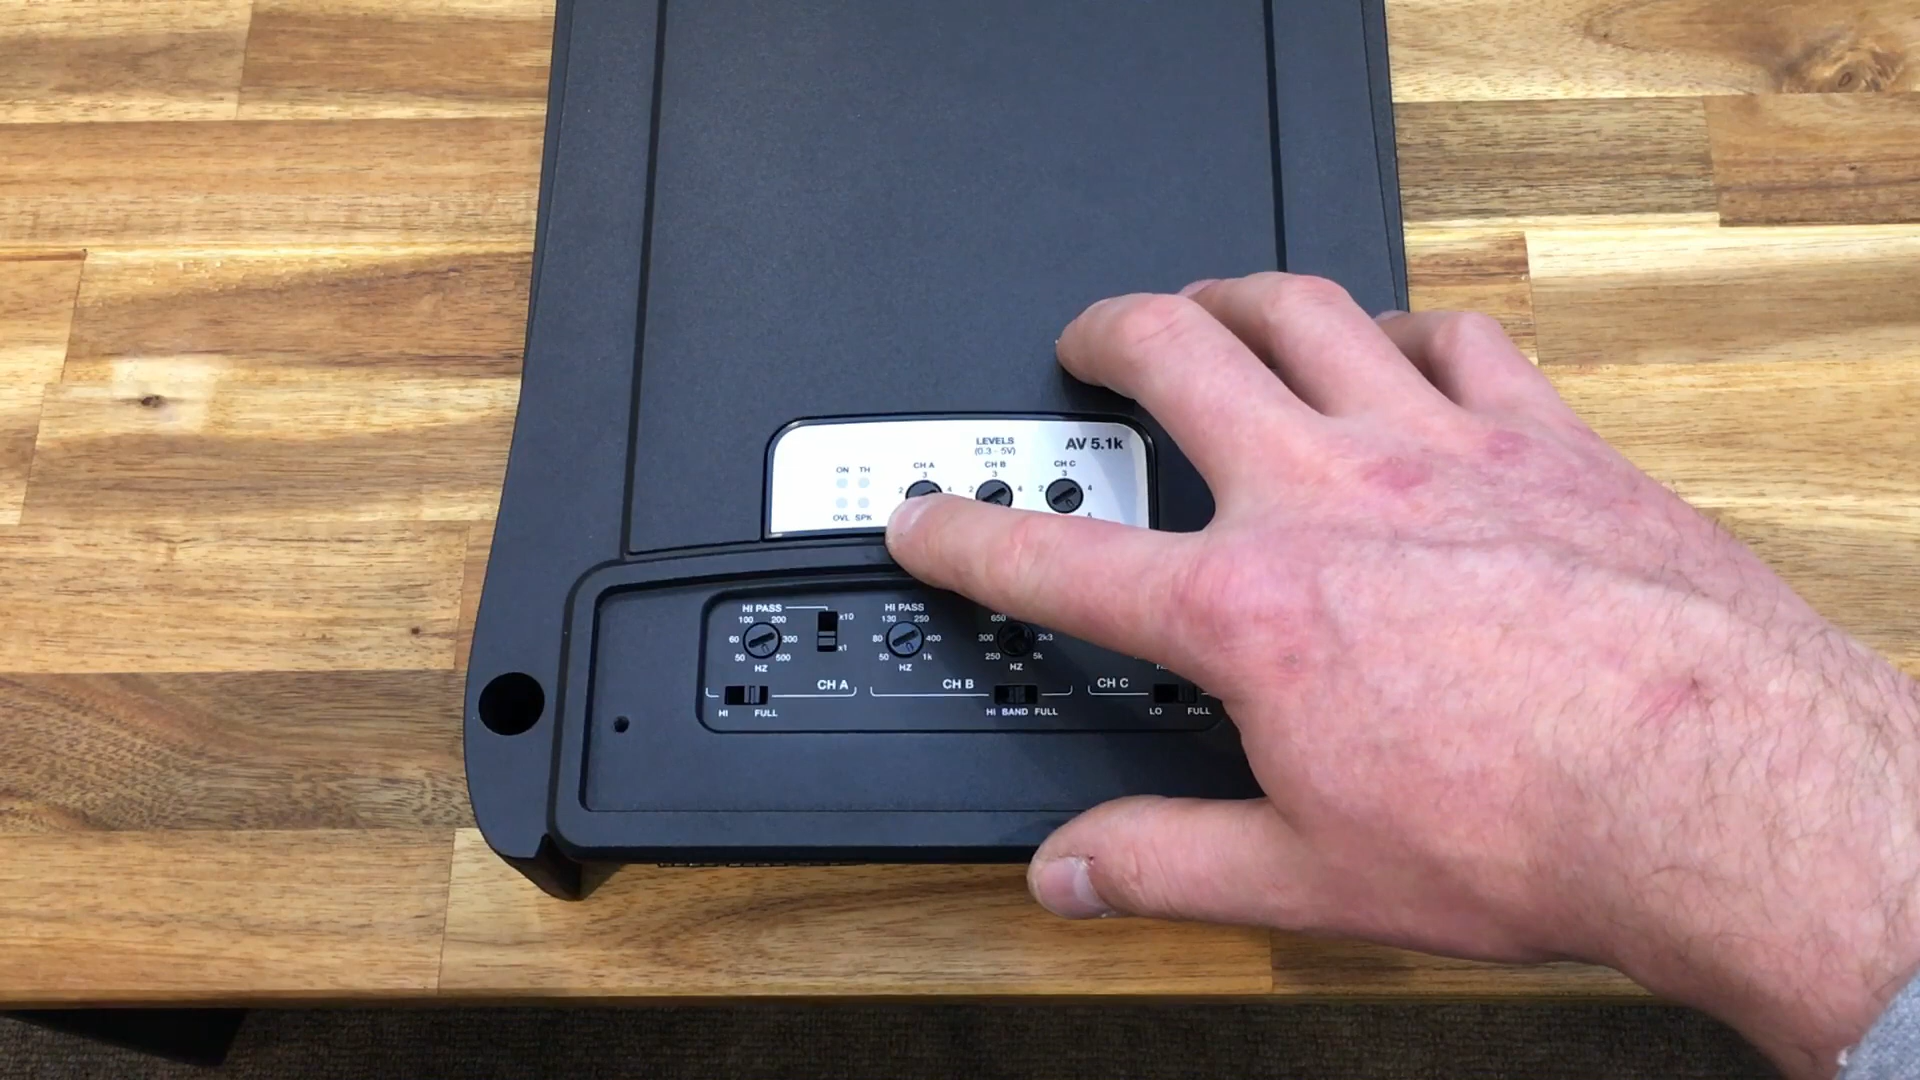 LEVELS
(0.3 - 5V)
AV 5.1k
ON TH
CH A
CH B
CH C
3
3
3
2 4
2 4
2 4
OVL SPK
HI PASS
100 200
60 300
50 500
HZ
x10
x1
HI PASS
130 250
80 400
50 1k
HZ
650
300 2k3
250 5k
HZ
CH A
CH B
CH C
HI FULL
HI BAND FULL
LO FULL